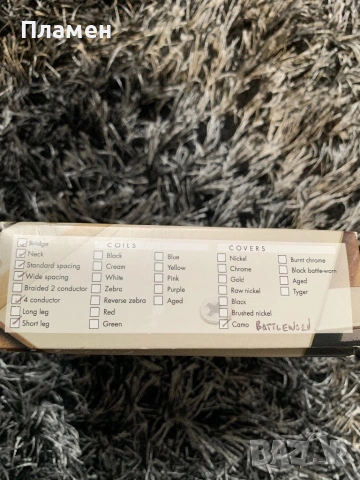 Пламен
Bridge
Neck
Standard spacing
Wide spacing
Braided 2 conductor
4 conductor
Long leg
Short leg
COILS
Black
Cream
White
Zebra
Reverse zebra
Red
Green
Blue
Yellow
Pink
Purple
Aged
COVERS
Nickel
Chrome
Gold
Raw nickel
Black
Brushed nickel
Camo BATTLEWORN
Burnt chrome
Black battle-worn
Aged
Tyger
BAZAR
bg